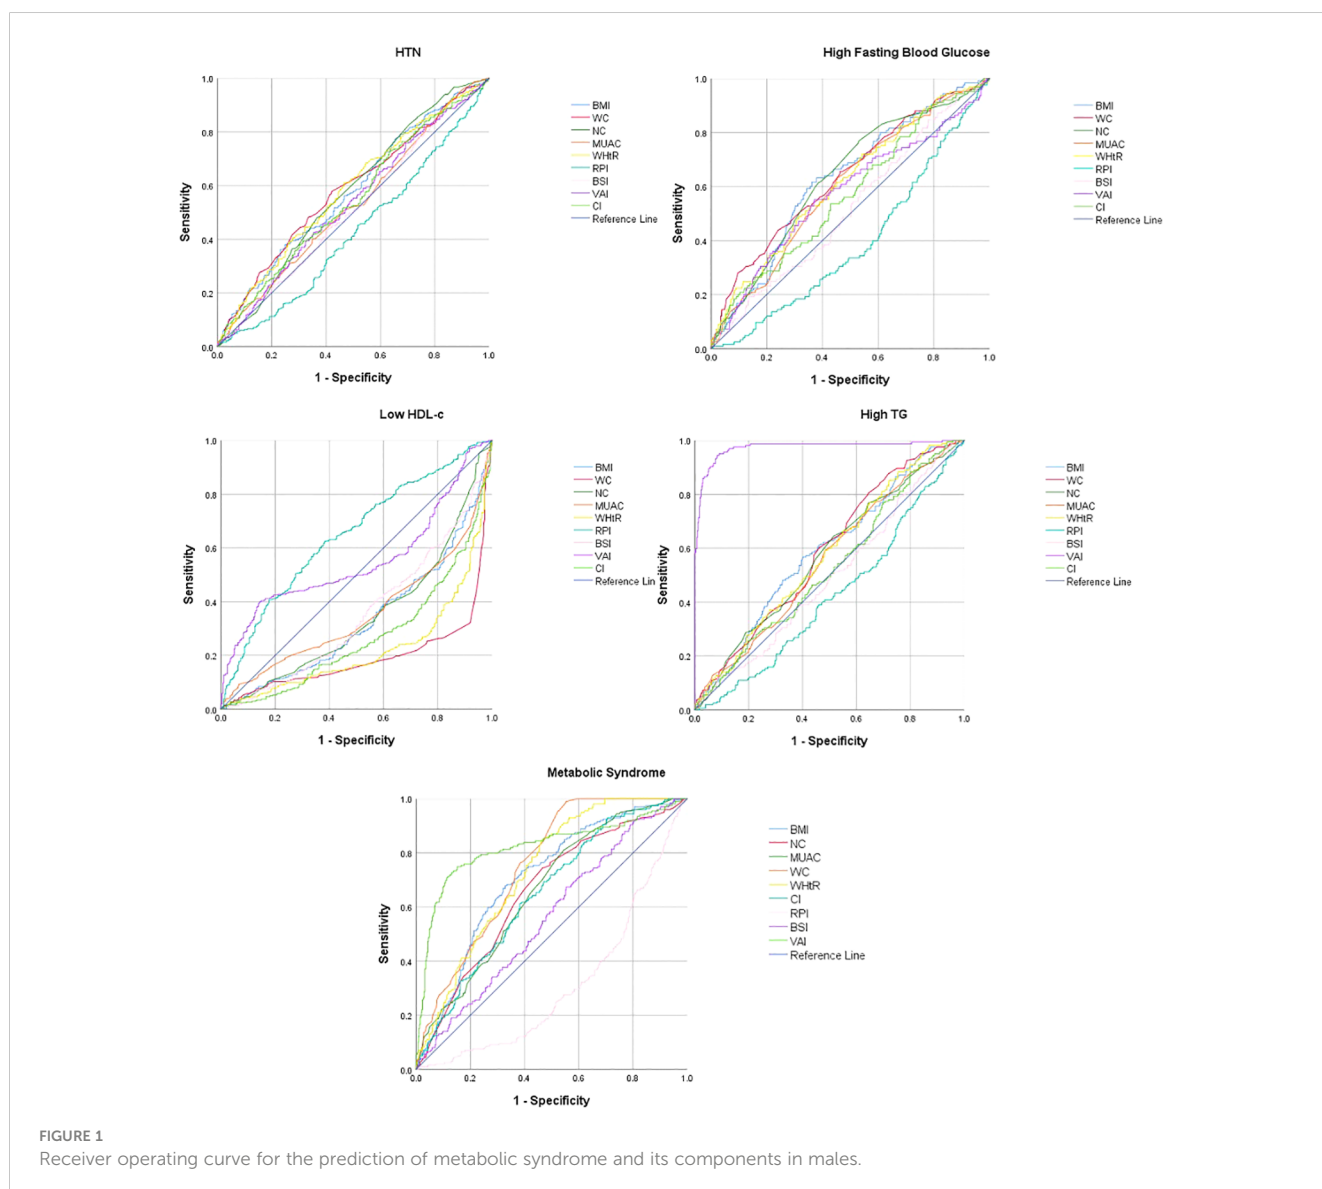 HTN
1.0
0.8
0.6
0.4
0.2
0.0
0.0 0.2 0.4 0.6 0.8 1.0
Sensitivity
1 - Specificity
BMI
WC
NC
MUAC
WHtR
RPI
BSI
VAI
CI
Reference Line
High Fasting Blood Glucose
1.0
0.8
0.6
0.4
0.2
0.0
0.0 0.2 0.4 0.6 0.8 1.0
Sensitivity
1 - Specificity
BMI
WC
NC
MUAC
WHtR
RPI
BSI
VAI
CI
Reference Line
Low HDL-c
1.0
0.8
0.6
0.4
0.2
0.0
0.0 0.2 0.4 0.6 0.8 1.0
Sensitivity
1 - Specificity
BMI
WC
NC
MUAC
WHtR
RPI
BSI
VAI
CI
Reference Lin
High TG
1.0
0.8
0.6
0.4
0.2
0.0
0.0 0.2 0.4 0.6 0.8 1.0
Sensitivity
1 - Specificity
BMI
WC
NC
MUAC
WHtR
RPI
BSI
VAI
CI
Reference Line
Metabolic Syndrome
1.0
0.8
0.6
0.4
0.2
0.0
0.0 0.2 0.4 0.6 0.8 1.0
Sensitivity
1 - Specificity
BMI
NC
MUAC
WC
WHtR
CI
RPI
BSI
VAI
Reference Line
FIGURE 1
Receiver operating curve for the prediction of metabolic syndrome and its components in males.